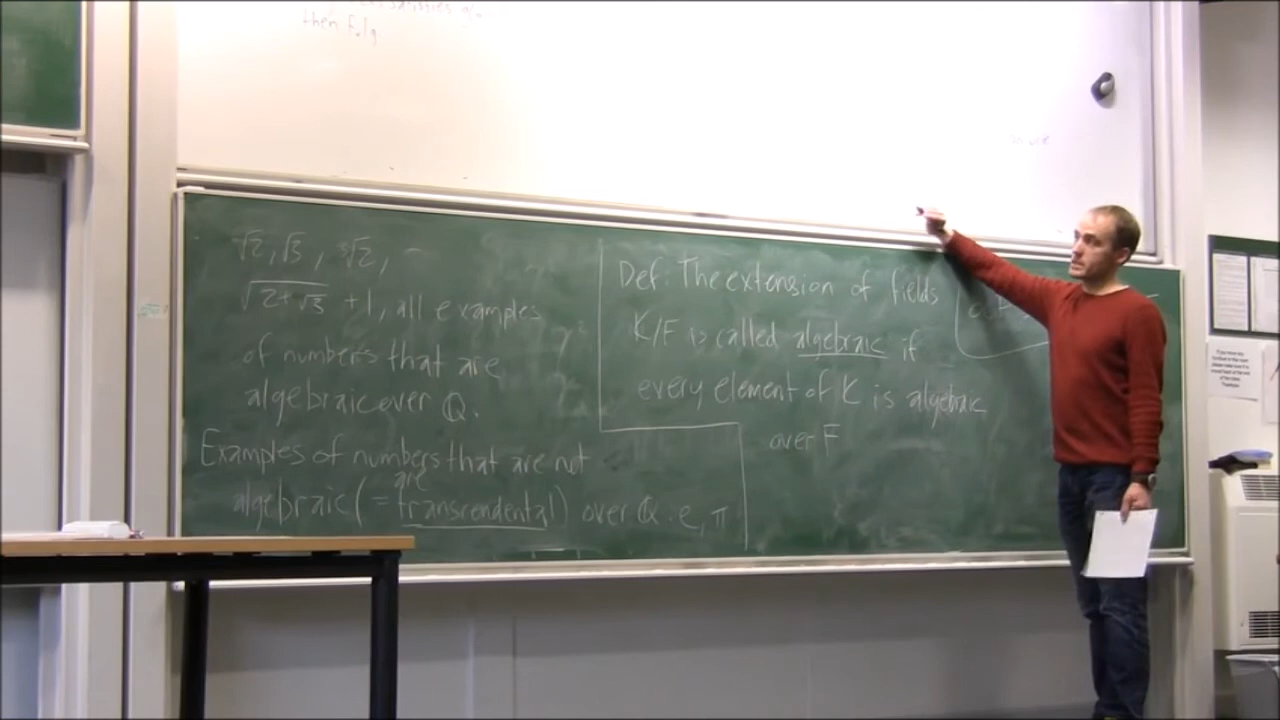 then
√2, √3, ∛2, –
√(2+√3) +1, all examples
of numbers that are
algebraic over ℚ.
Examples of numbers that are not
are
algebraic (= transcendental) over ℚ. e, π
Def: The extension of fields
K/F is called algebraic if
every element of K is algebraic
over F